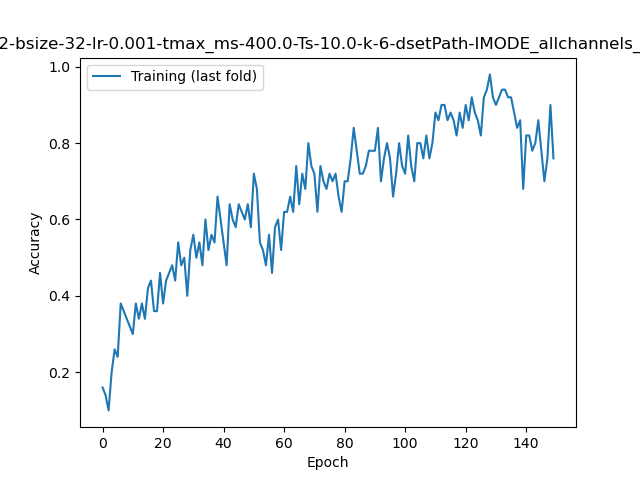 2-bsize-32-lr-0.001-tmax_ms-400.0-Ts-10.0-k-6-dsetPath-IMODE_allchannels_
Training (last fold)
1.0
0.8
0.6
0.4
0.2
Accuracy
0 20 40 60 80 100 120 140
Epoch